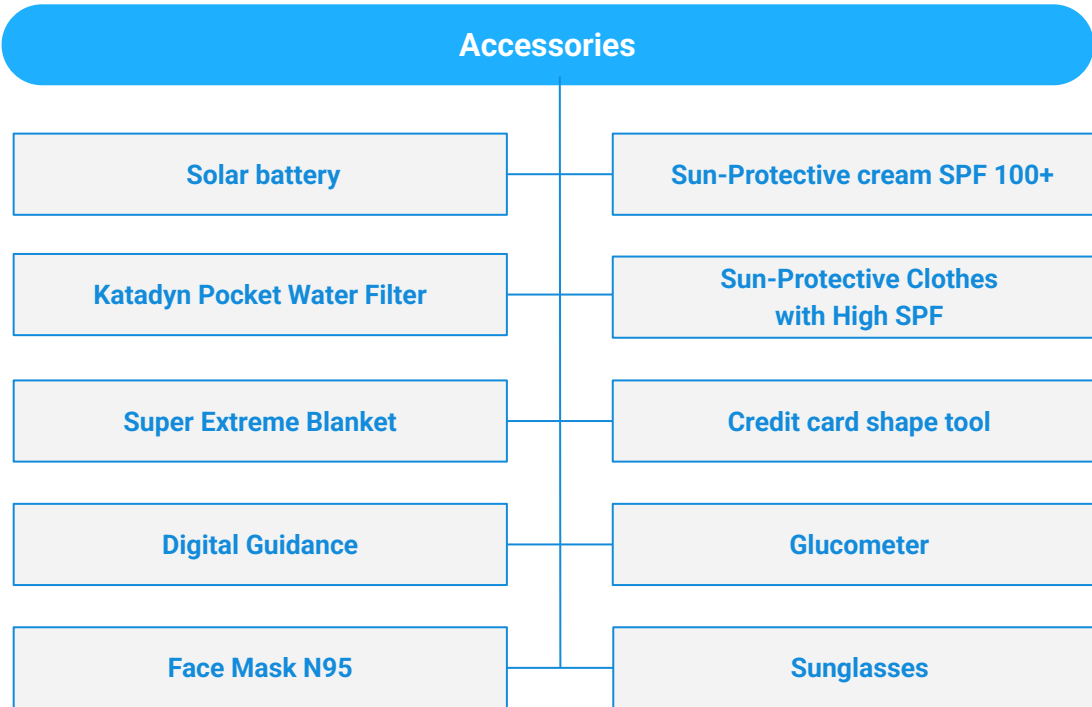 Accessories
Solar battery
Sun-Protective cream SPF 100+
Katadyn Pocket Water Filter
Sun-Protective Clothes
with High SPF
Super Extreme Blanket
Credit card shape tool
Digital Guidance
Glucometer
Face Mask N95
Sunglasses